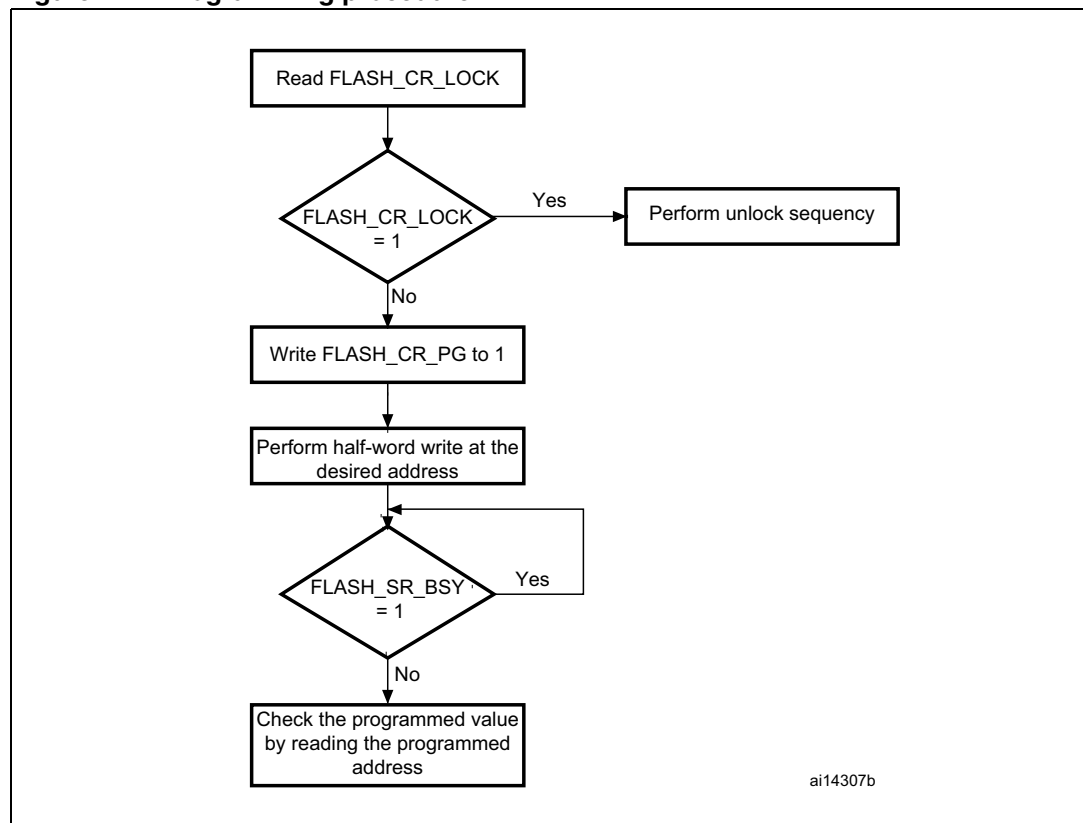 Read FLASH_CR_LOCK
FLASH_CR_LOCK
= 1
Yes
Perform unlock sequency
No
Write FLASH_CR_PG to 1
Perform half-word write at the
desired address
FLASH_SR_BSY
= 1
Yes
No
Check the programmed value
by reading the programmed
address
ai14307b